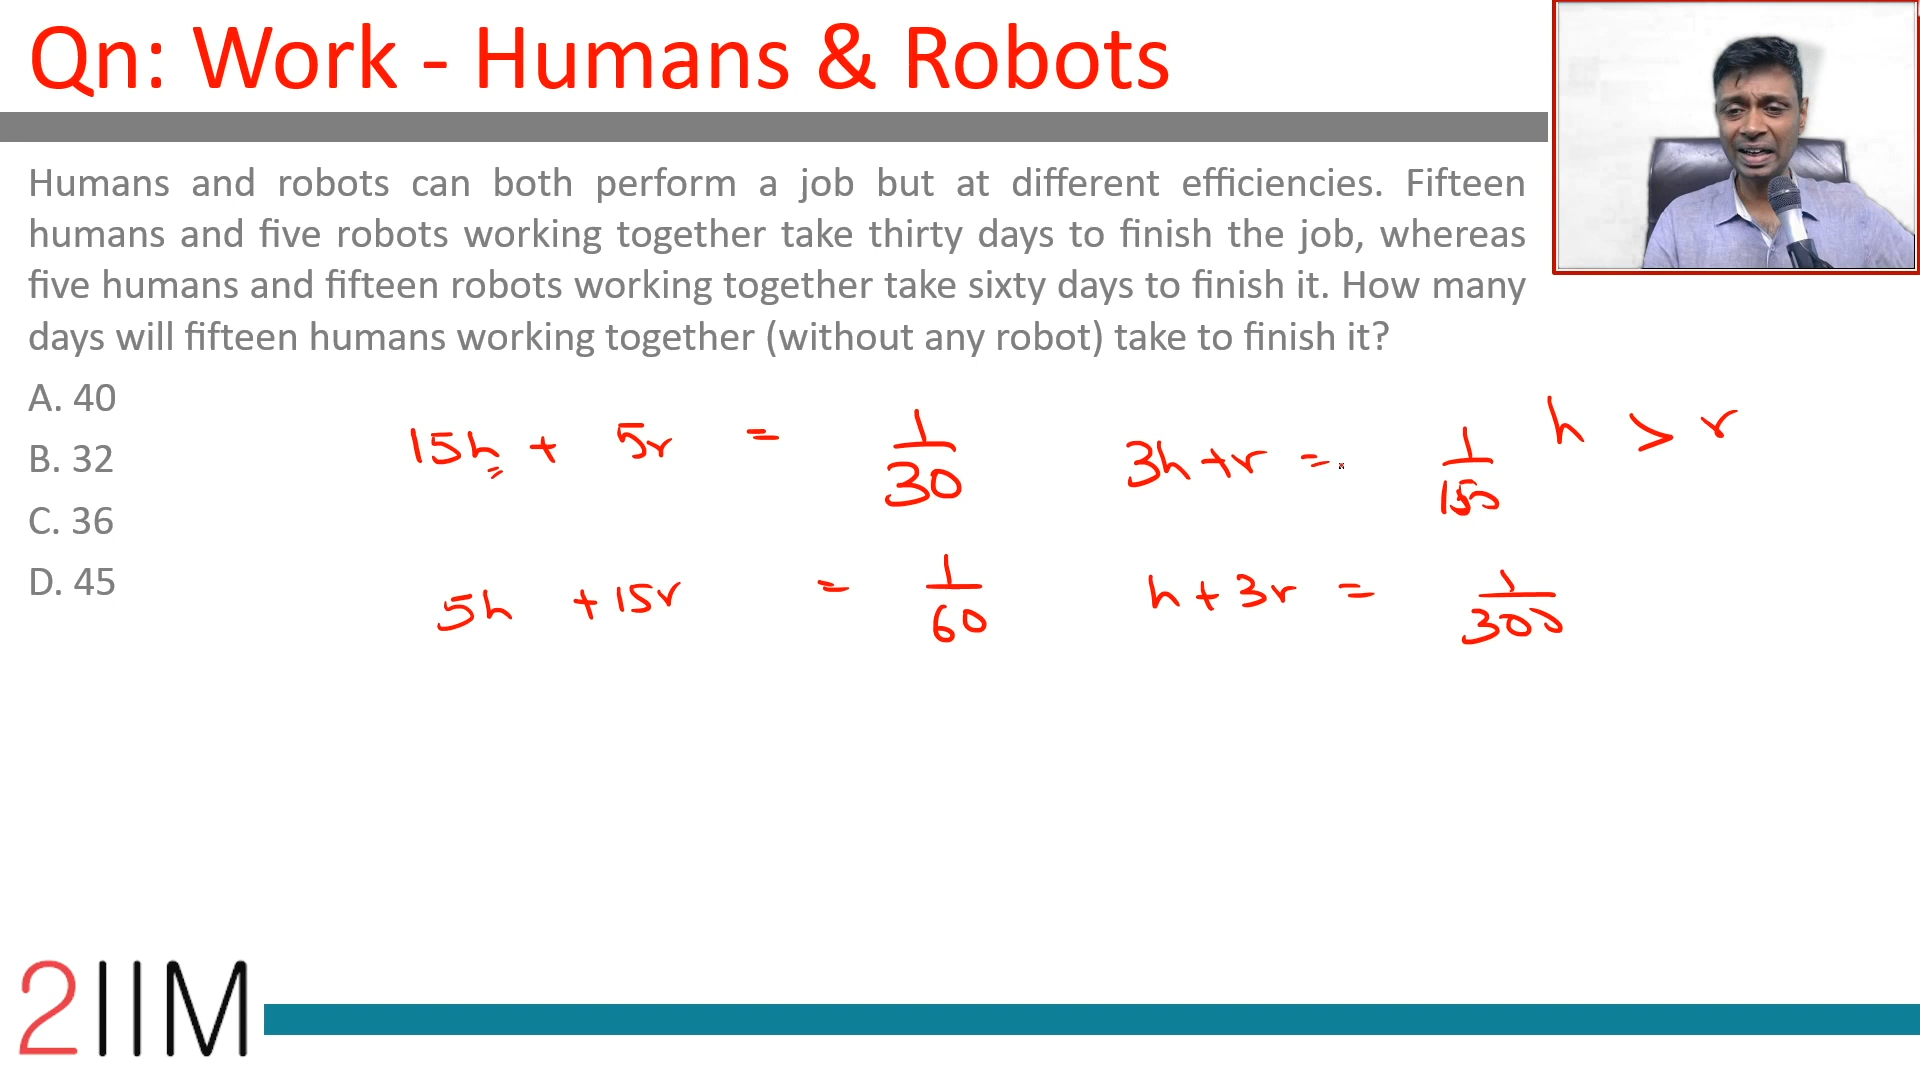 Qn: Work - Humans & Robots
Humans and robots can both perform a job but at different efficiencies. Fifteen
humans and five robots working together take thirty days to finish the job, whereas
five humans and fifteen robots working together take sixty days to finish it. How many
days will fifteen humans working together (without any robot) take to finish it?
A. 40
B. 32
C. 36
D. 45
15h + 5r = 1/30
3h + r = 1/150
h > r
5h + 15r = 1/60
h + 3r = 1/300
2IIM